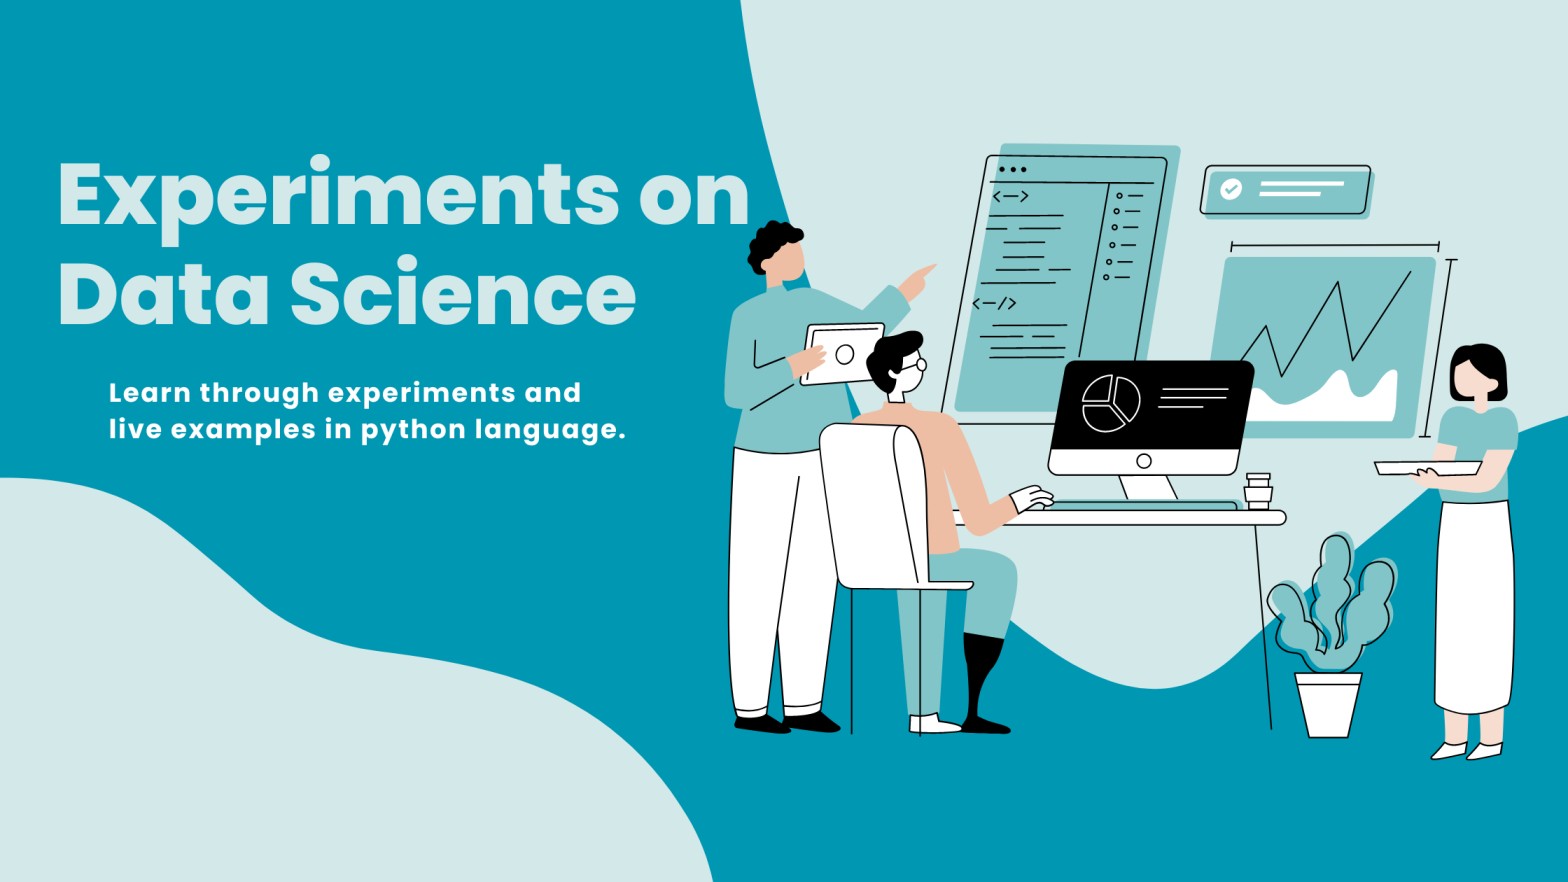 Experiments on
Data Science
Learn through experiments and
live examples in python language.